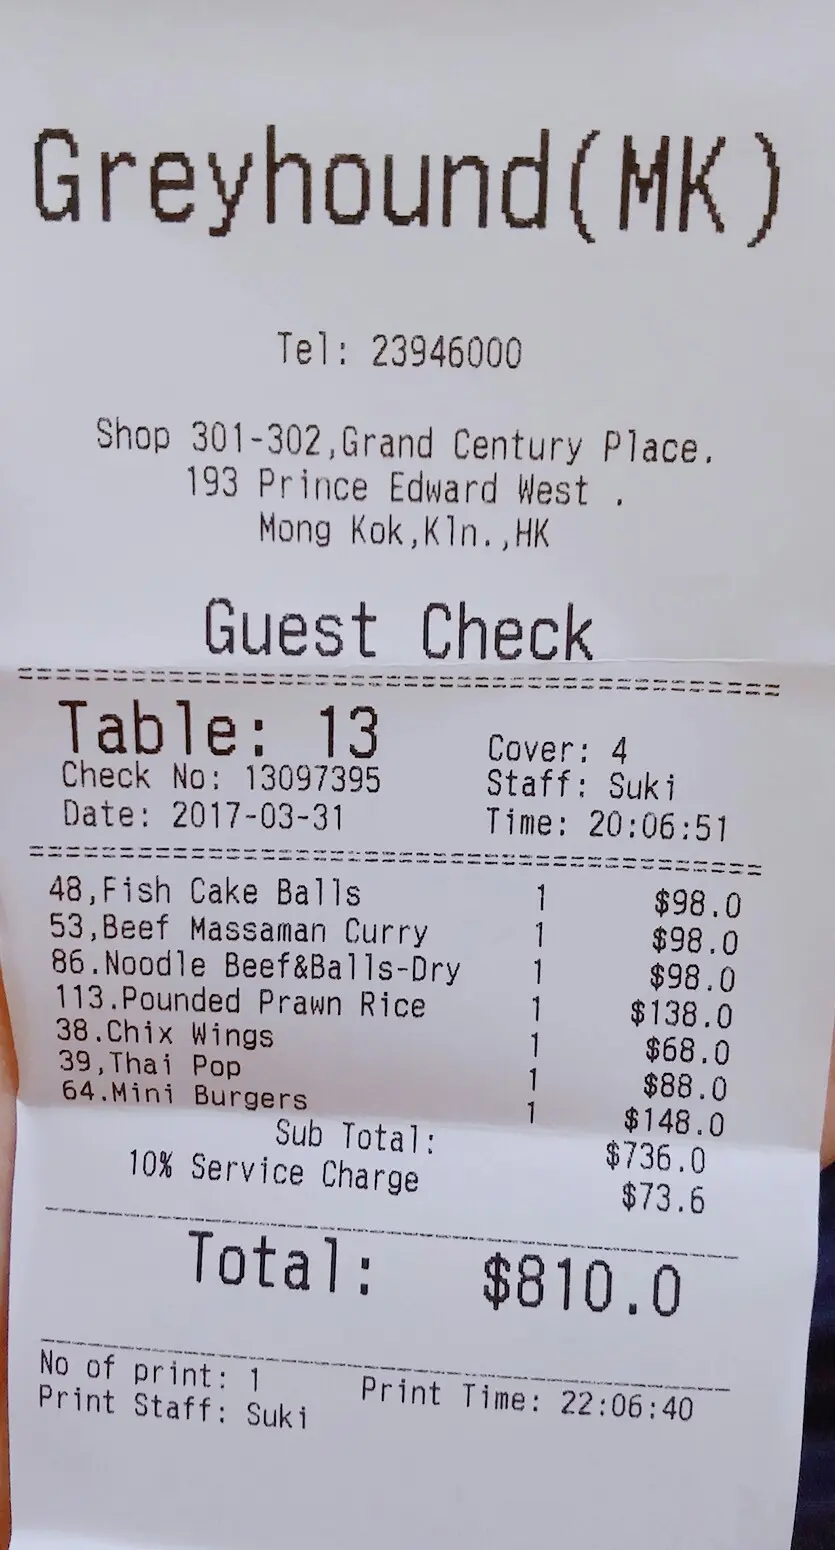 Greyhound(MK)
Tel: 23946000
Shop 301-302,Grand Century Place.
193 Prince Edward West .
Mong Kok,Kln.,HK
Guest Check
Table: 13
Cover: 4
Check No: 13097395
Staff: Suki
Date: 2017-03-31
Time: 20:06:51
48,Fish Cake Balls 1 $98.0
53,Beef Massaman Curry 1 $98.0
86.Noodle Beef&Balls-Dry 1 $98.0
113.Pounded Prawn Rice 1 $138.0
38.Chix Wings 1 $68.0
39,Thai Pop 1 $88.0
64.Mini Burgers 1 $148.0
Sub Total: $736.0
10% Service Charge $73.6
Total: $810.0
No of print: 1
Print Time: 22:06:40
Print Staff: Suki